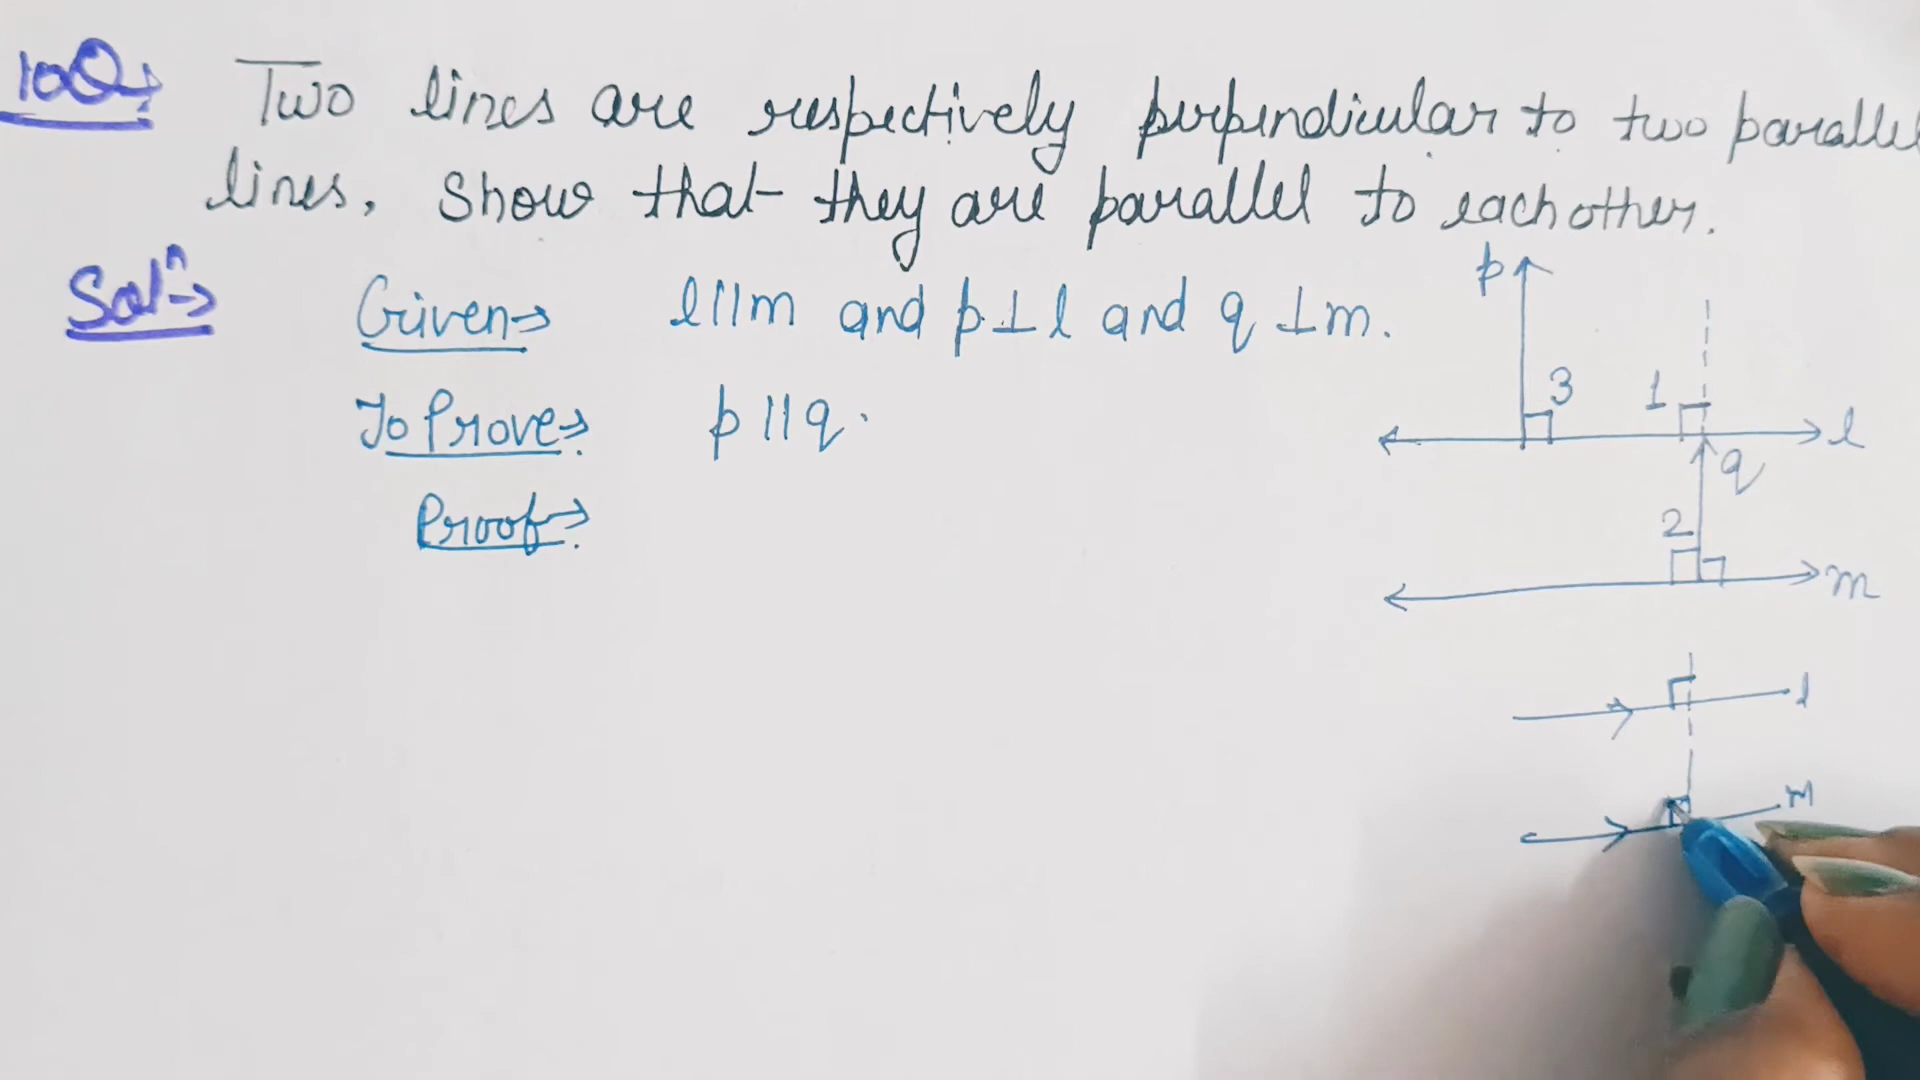 10Q→ Two lines are respectively perpendicular to two parallel
lines. Show that they are parallel to each other.
Solⁿ→ Given→ l||m and p⊥l and q⊥m.
To Prove→ p||q.
Proof→
p
3
1
l
q
2
m
l
m